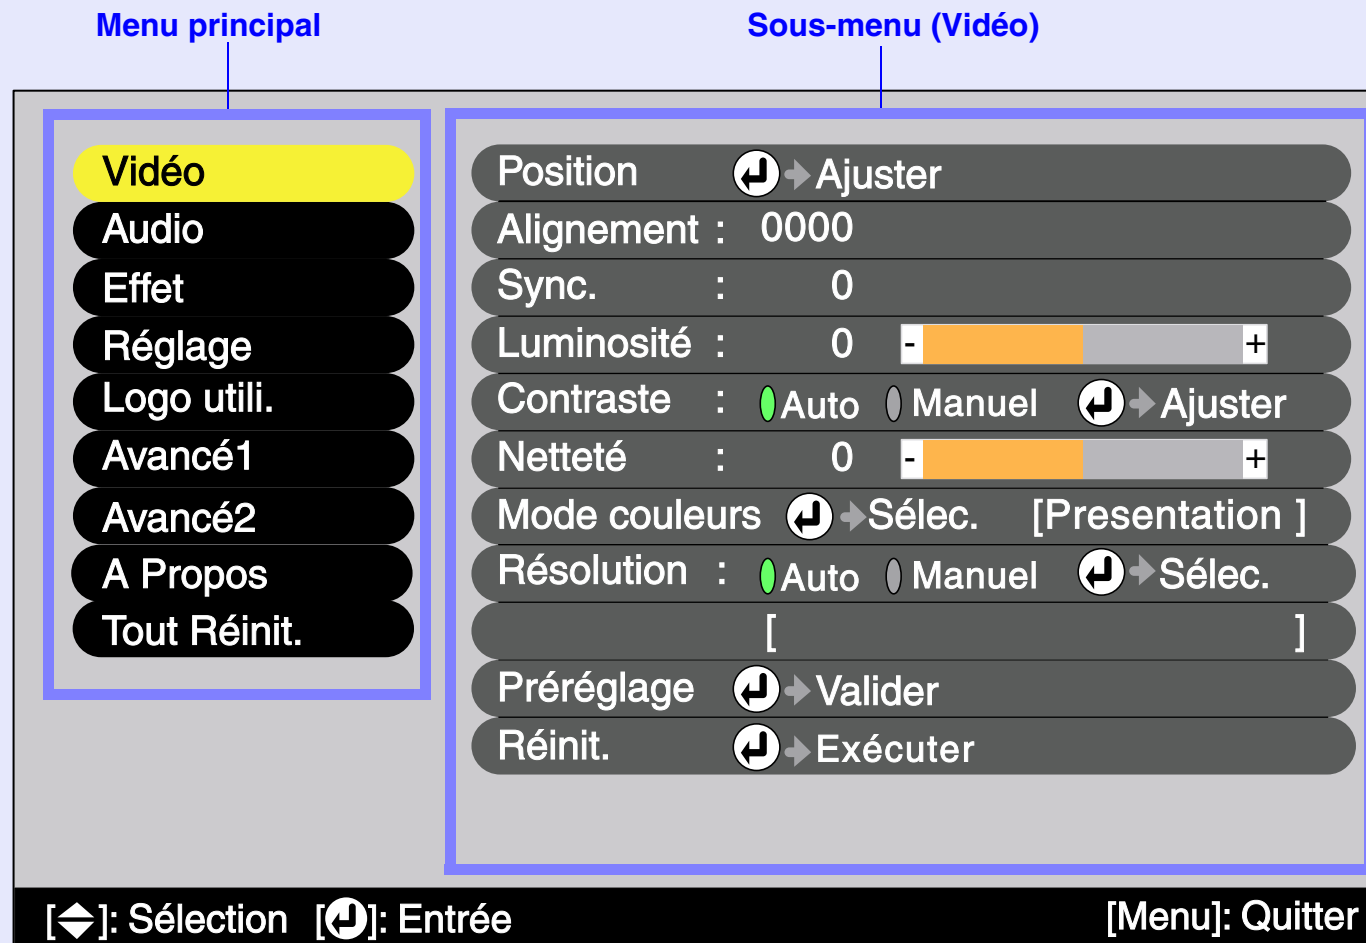 Menu principal
Sous-menu (Vidéo)
Vidéo
Audio
Effet
Réglage
Logo utili.
Avancé1
Avancé2
A Propos
Tout Réinit.
Position Ajuster
Alignement : 0000
Sync. : 0
Luminosité : 0 - +
Contraste : Auto Manuel Ajuster
Netteté : 0 - +
Mode couleurs Sélec. [Presentation ]
Résolution : Auto Manuel Sélec.
[ ]
Préréglage Valider
Réinit. Exécuter
[ ]: Sélection [ ]: Entrée [Menu]: Quitter